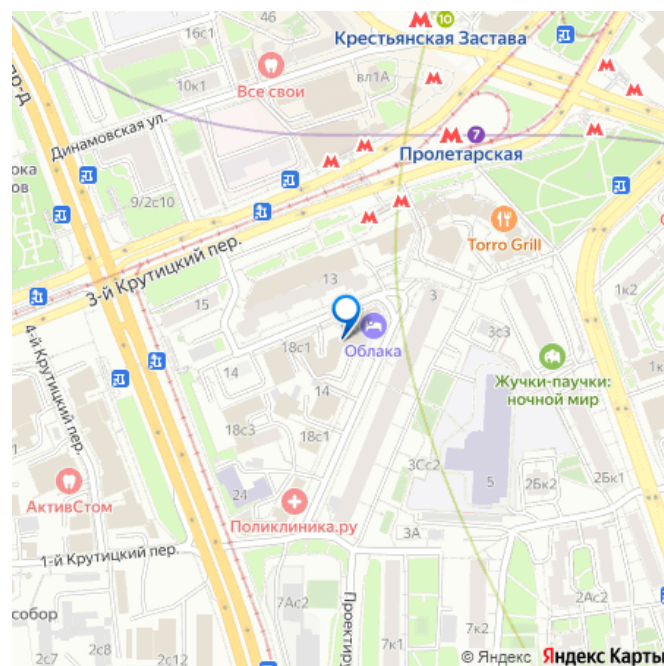 10
16с1
Крестьянская Застава
10к1
вл1А
Все свои
Динамовская ул.
7
Пролетарская
9/2с10
Torro Grill
3-й Крутицкий пер.
13
3
1к2
15
18с1
Облака
3с3
14
4-й Крутицкий пер.
14
Жучки-паучки:
ночной мир
18с3
18с1
3Сс2
24
5
2Бк2
2Бк1
АктивСтом
Поликлиника.ру
3А
1-й Крутицкий пер.
7Ас2
2Ас2
собор
2с7
2с8
2с12
7к1
7к2
© Яндекс Яндекс Карты